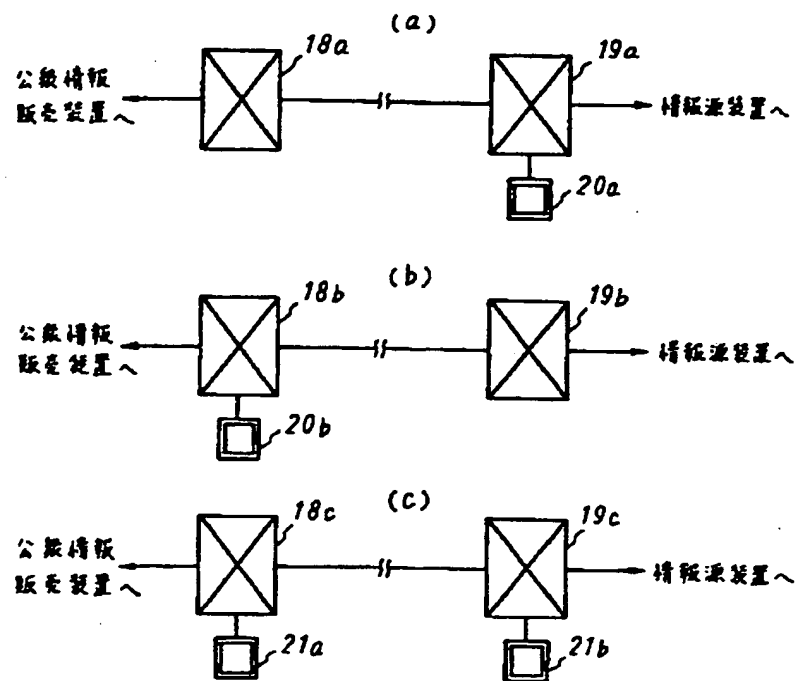 (a)
18a
19a
公衆情報
販売装置へ
情報源装置へ
20a
(b)
18b
19b
公衆情報
販売装置へ
情報源装置へ
20b
(c)
18c
19c
公衆情報
販売装置へ
情報源装置へ
21a
21b